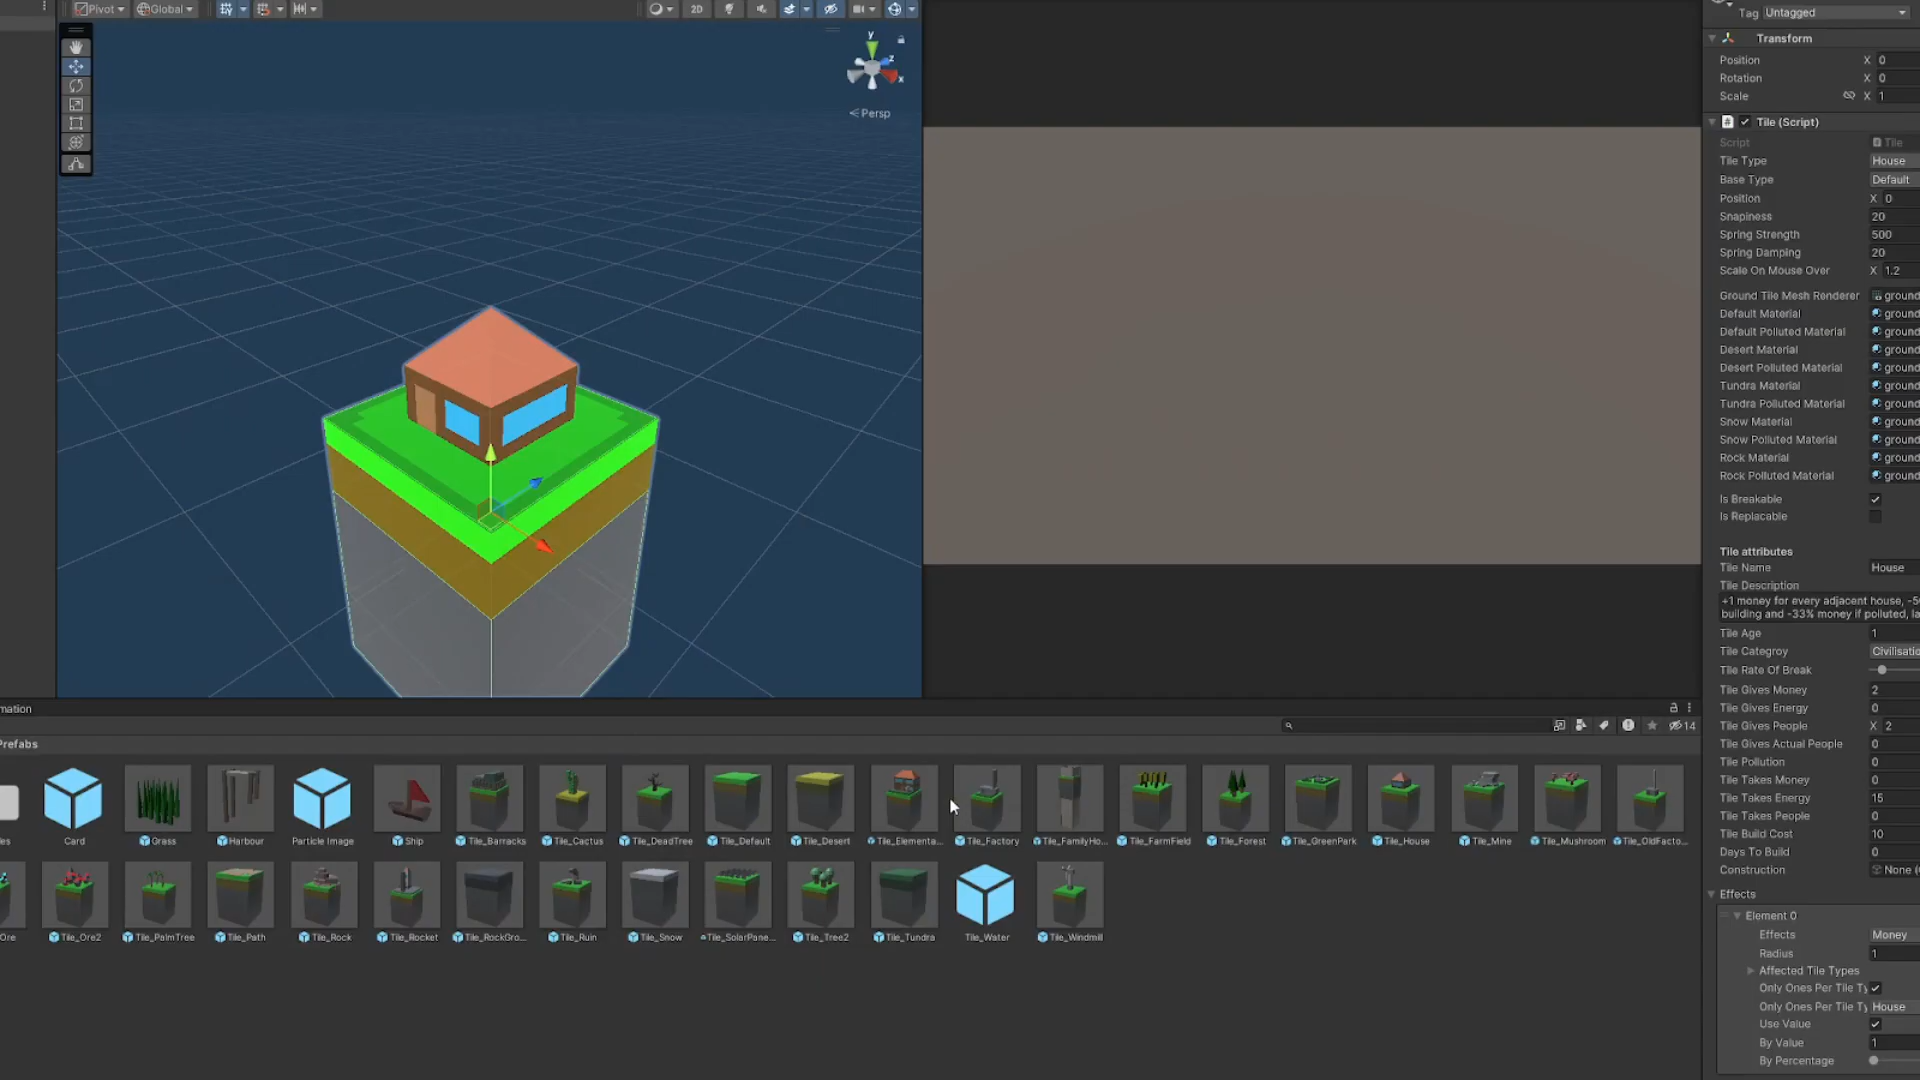 Pivot
Global
2D
y
z
x
Persp
Tag Untagged
Transform
Position X 0
Rotation X 0
Scale X 1
Tile (Script)
Script Tile
Tile Type House
Base Type Default
Position X 0
Snapiness 20
Spring Strength 500
Spring Damping 20
Scale On Mouse Over X 1.2
Ground Tile Mesh Renderer ground
Default Material ground
Default Polluted Material ground
Desert Material ground
Desert Polluted Material ground
Tundra Material ground
Tundra Polluted Material ground
Snow Material ground
Snow Polluted Material ground
Rock Material ground
Rock Polluted Material ground
Is Breakable
Is Replacable
Tile attributes
Tile Name House
Tile Description
+1 money for every adjacent house, -5
building and -33% money if polluted, la
Tile Age 1
Tile Categroy Civilisatio
Tile Rate Of Break
Tile Gives Money 2
Tile Gives Energy 0
Tile Gives People X 2
Tile Gives Actual People 0
Tile Pollution 0
Tile Takes Money 0
Tile Takes Energy 15
Tile Takes People 0
Tile Build Cost 10
Days To Build 0
Construction None (
Effects
Element 0
Effects Money
Radius 1
Affected Tile Types
Only Ones Per Tile Ty
Only Ones Per Tile Ty House
Use Value
By Value 1
By Percentage
mation
14
Prefabs
les Card Grass Harbour Particle Image Ship Tile_Barracks Tile_Cactus Tile_DeadTree Tile_Default Tile_Desert Tile_Elementa... Tile_Factory Tile_FamilyHo... Tile_FarmField Tile_Forest Tile_GreenPark Tile_House Tile_Mine Tile_Mushroom Tile_OldFacto...
Ore Tile_Ore2 Tile_PalmTree Tile_Path Tile_Rock Tile_Rocket Tile_RockGro... Tile_Ruin Tile_Snow Tile_SolarPane... Tile_Tree2 Tile_Tundra Tile_Water Tile_Windmill